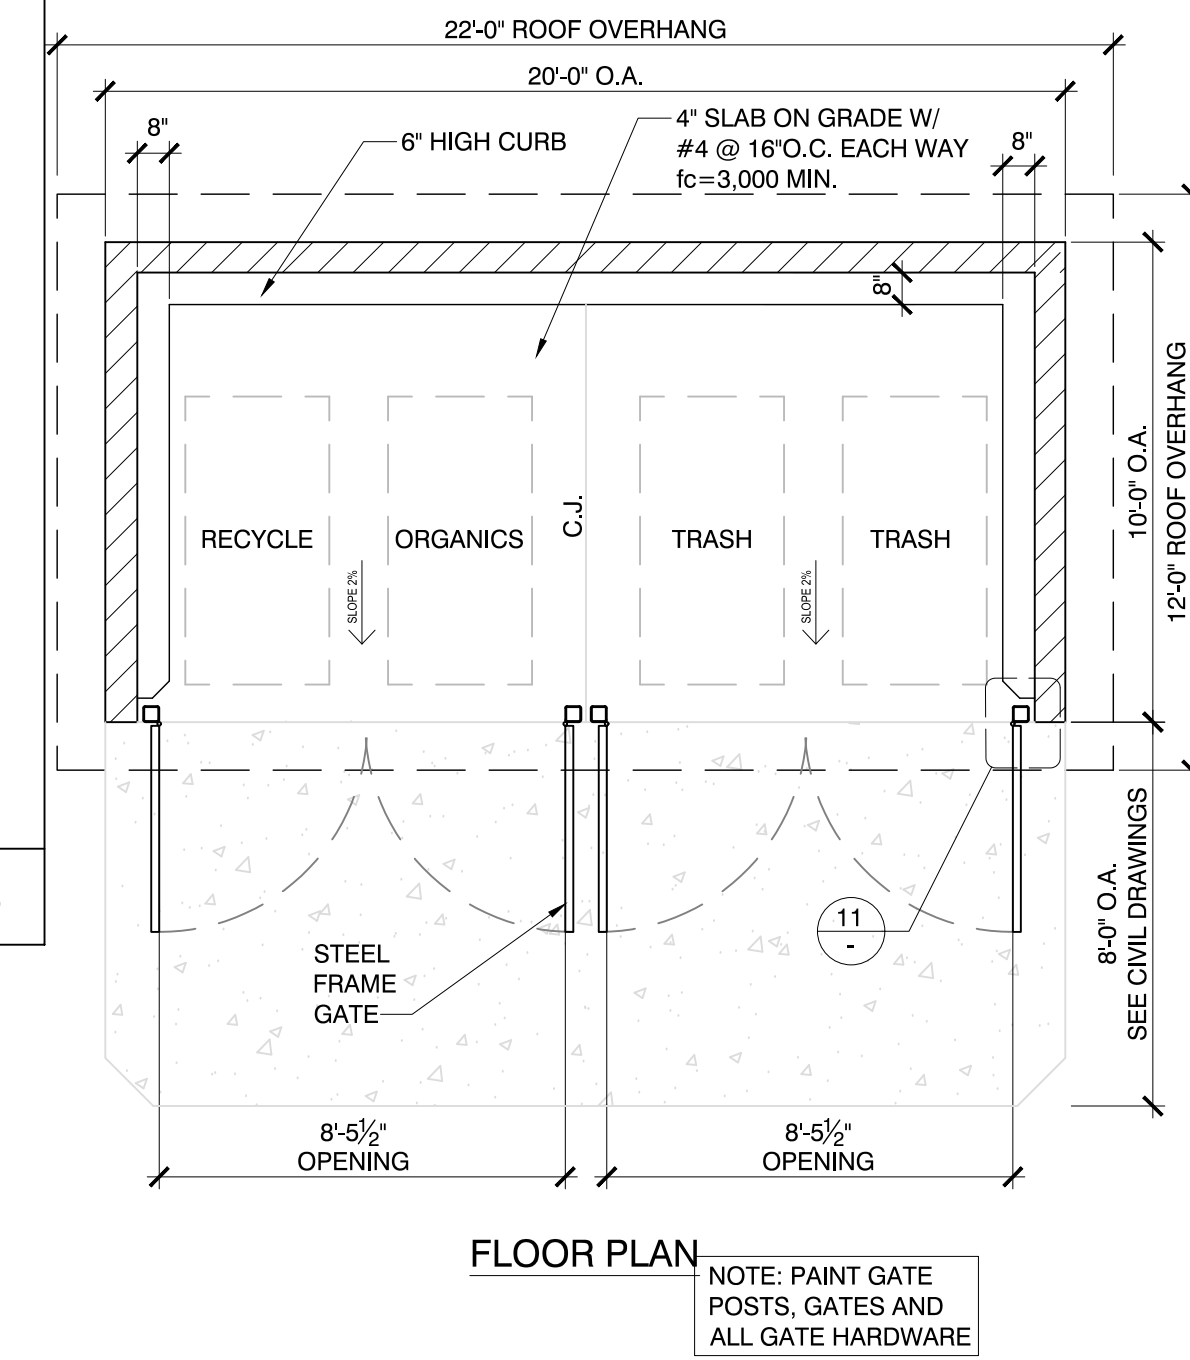 22'-0" ROOF OVERHANG
20'-0" O.A.
8"
6" HIGH CURB
4" SLAB ON GRADE W/
#4 @ 16"O.C. EACH WAY
fc=3,000 MIN.
8"
8"
RECYCLE
ORGANICS
C.J.
TRASH
TRASH
SLOPE 2%
SLOPE 2%
10'-0" O.A.
12'-0" ROOF OVERHANG
STEEL
FRAME
GATE
11
-
8'-0" O.A.
SEE CIVIL DRAWINGS
8'-5½"
OPENING
8'-5½"
OPENING
FLOOR PLAN
NOTE: PAINT GATE
POSTS, GATES AND
ALL GATE HARDWARE